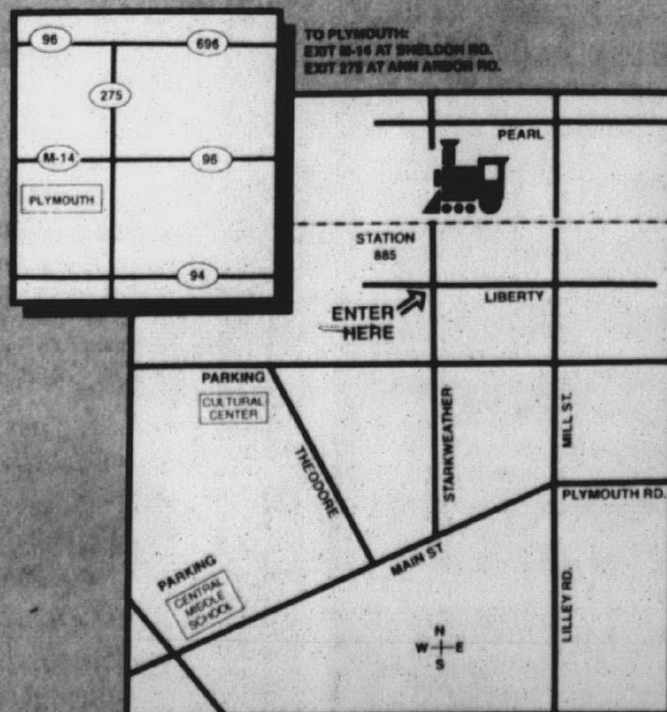 TO PLYMOUTH:
EXIT M-14 AT SHELDON RD.
EXIT 275 AT ANN ARBOR RD.
96
696
275
M-14
96
PLYMOUTH
94
PEARL
STATION
885
LIBERTY
ENTER
HERE
PARKING
CULTURAL
CENTER
THEODORE
STARKWEATHER
MILL ST.
PLYMOUTH RD.
MAIN ST
PARKING
CENTRAL
MIDDLE
SCHOOL
LILLEY RD.
N
W E
S